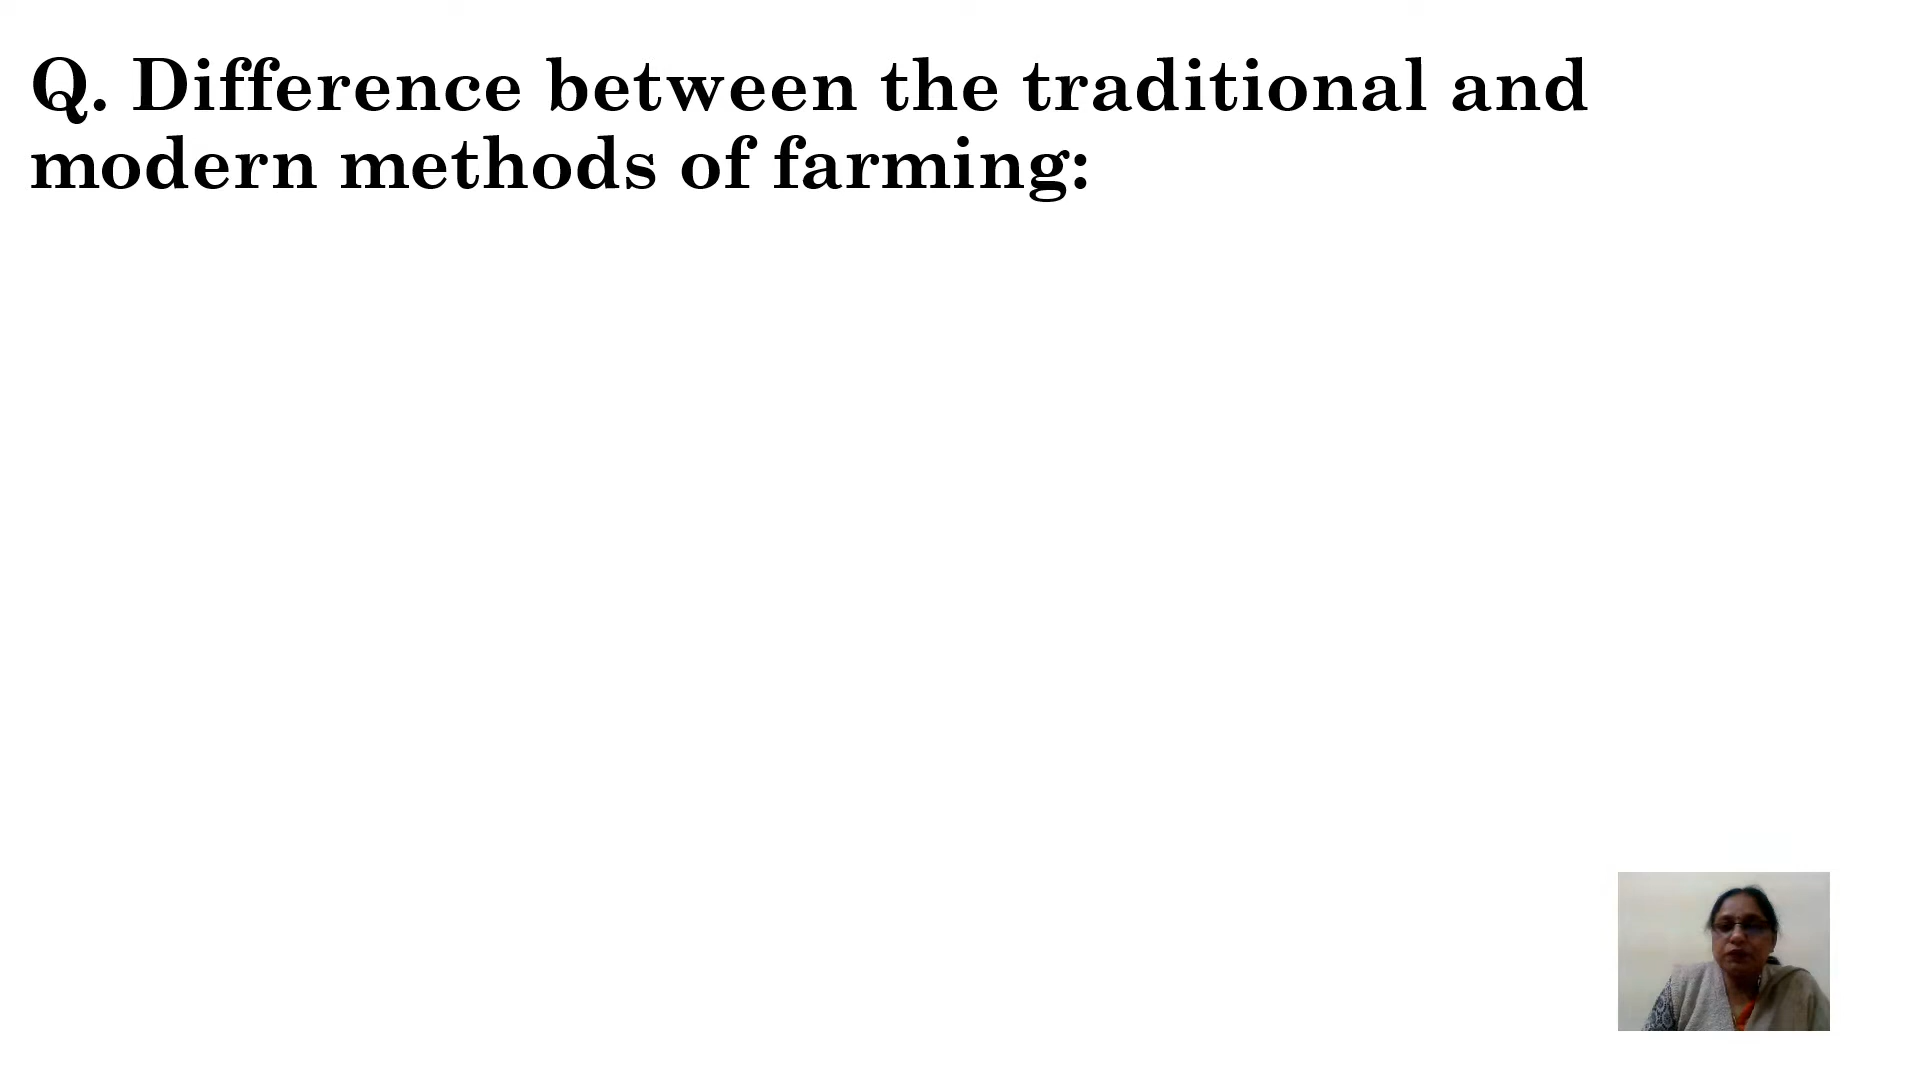 Q. Difference between the traditional and
modern methods of farming: